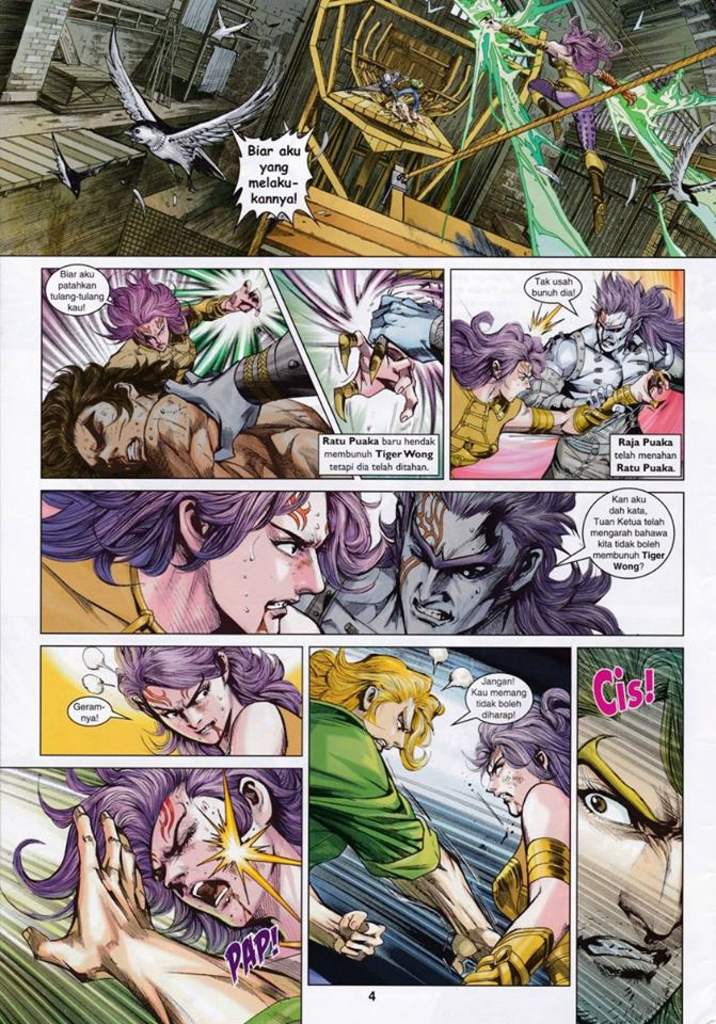 Biar aku
yang
melaku-
kannya!
Biar aku
patahkan
tulang-tulang
kau!
Ratu Puaka baru hendak
membunuh Tiger Wong
tetapi dia telah ditahan.
Tak usah
bunuh dia!
Raja Puaka
telah menahan
Ratu Puaka.
Kan aku
dah kata,
Tuan Ketua telah
mengarah bahawa
kita tidak boleh
membunuh Tiger
Wong?
Geram-
nya!
Jangan!
Kau memang
tidak boleh
diharap!
Cis!
PAP!
4